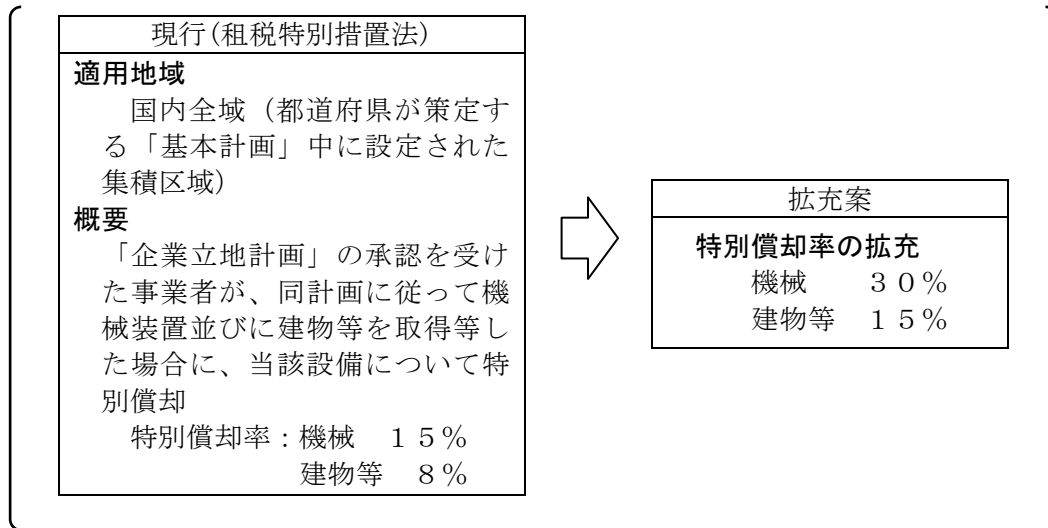 現行(租税特別措置法)
適用地域
国内全域（都道府県が策定す
る「基本計画」中に設定された
集積区域）
概要
「企業立地計画」の承認を受け
た事業者が、同計画に従って機
械装置並びに建物等を取得等し
た場合に、当該設備について特
別償却
特別償却率：機械　１５％
建物等　８％
拡充案
特別償却率の拡充
機械　　３０％
建物等　１５％